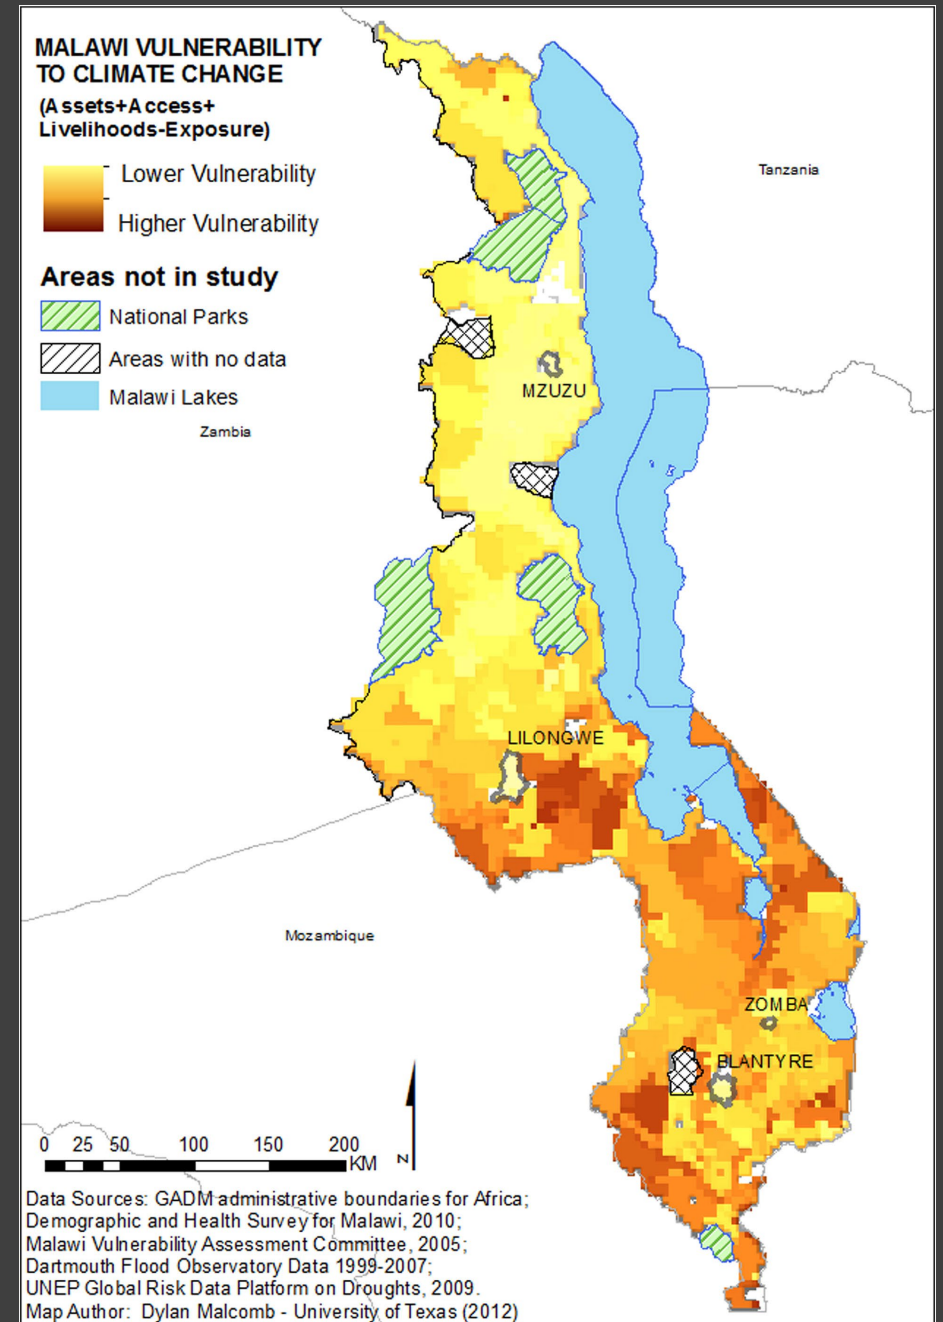 MALAWI VULNERABILITY
TO CLIMATE CHANGE
(Assets+Access+
Livelihoods-Exposure)
Lower Vulnerability
Higher Vulnerability
Areas not in study
National Parks
Areas with no data
Malawi Lakes
Zambia
Tanzania
MZUZU
LILONGWE
Mozambique
ZOMBA
BLANTYRE
0 25 50 100 150 200
KM
N
Data Sources: GADM administrative boundaries for Africa;
Demographic and Health Survey for Malawi, 2010;
Malawi Vulnerability Assessment Committee, 2005;
Dartmouth Flood Observatory Data 1999-2007;
UNEP Global Risk Data Platform on Droughts, 2009.
Map Author: Dylan Malcomb - University of Texas (2012)